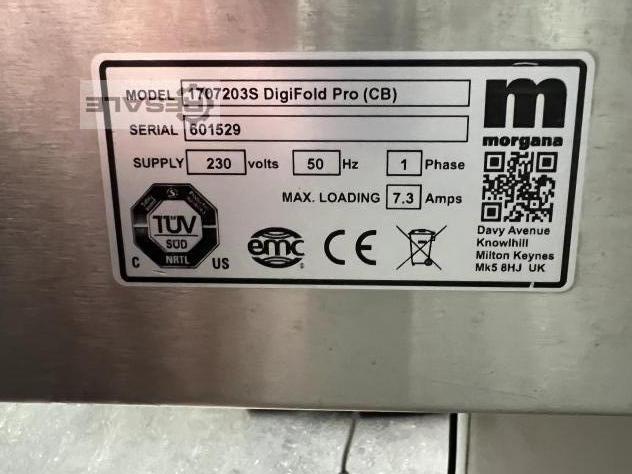 MODEL 1707203S DigiFold Pro (CB)
SERIAL 601529
SUPPLY 230 volts 50 Hz 1 Phase
MAX. LOADING 7.3 Amps
m
morgana
Davy Avenue
Knowlhill
Milton Keynes
Mk5 8HJ UK
TÜV
SÜD
NRTL
C US
emc
CE